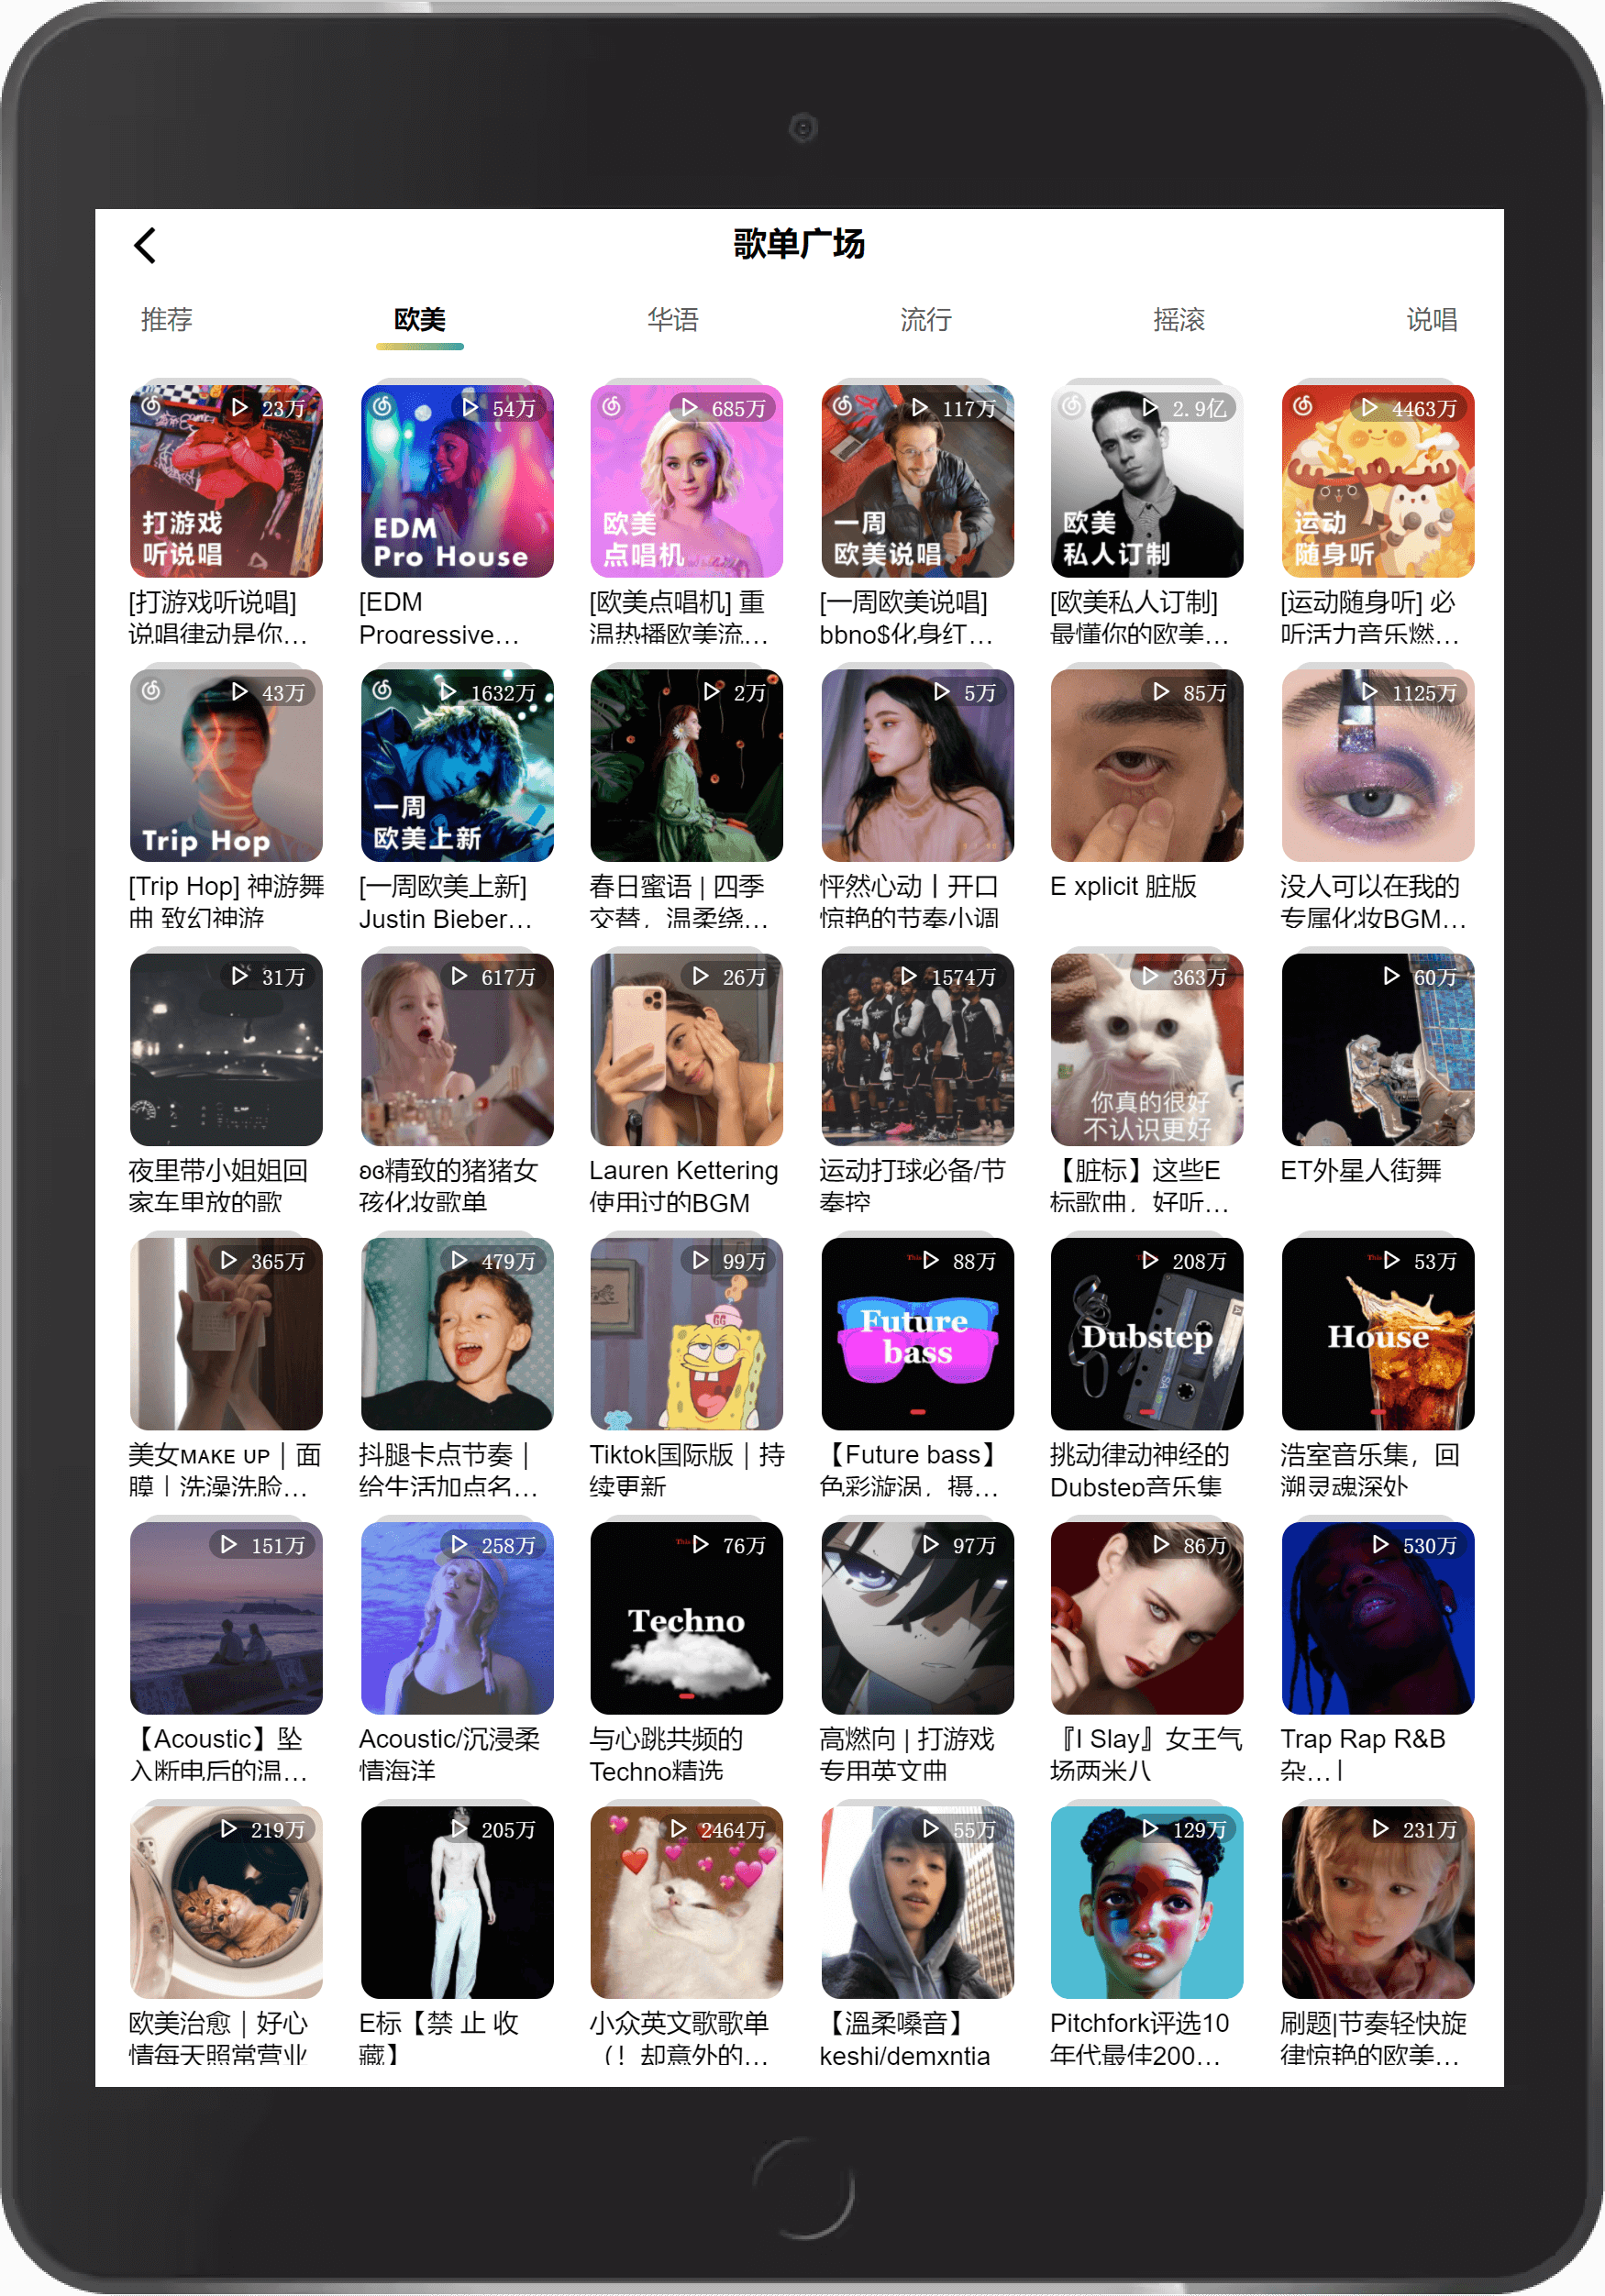 歌单广场
推荐 欧美 华语 流行 摇滚 说唱
23万 54万 685万 117万 2.9亿 4463万
打游戏
听说唱
EDM
Pro House
欧美
点唱机
一周
欧美说唱
欧美
私人订制
运动
随身听
[打游戏听说唱]
说唱律动是你…
[EDM
Progressive…
[欧美点唱机] 重
温热播欧美流…
[一周欧美说唱]
bbno$化身红…
[欧美私人订制]
最懂你的欧美…
[运动随身听] 必
听活力音乐燃…
43万 1632万 2万 5万 85万 1125万
Trip Hop
一周
欧美上新
[Trip Hop] 神游舞
曲 致幻神游
[一周欧美上新]
Justin Bieber…
春日蜜语 | 四季
交替，温柔绕…
怦然心动丨开口
惊艳的节奏小调
E xplicit 脏版
没人可以在我的
专属化妆BGM…
31万 617万 26万 1574万 363万 60万
你真的很好
不认识更好
夜里带小姐姐回
家车里放的歌
ʚɞ精致的猪猪女
孩化妆歌单
Lauren Kettering
使用过的BGM
运动打球必备/节
奏控
【脏标】这些E
标歌曲，好听…
ET外星人街舞
365万 479万 99万 88万 208万 53万
GG
This
Future
bass
Dubstep
SA
House
美女ᴍᴀᴋᴇ ᴜᴘ｜面
膜｜洗澡洗脸…
抖腿卡点节奏｜
给生活加点名…
Tiktok国际版｜持
续更新
【Future bass】
色彩漩涡，摄…
挑动律动神经的
Dubstep音乐集
浩室音乐集，回
溯灵魂深处
151万 258万 76万 97万 86万 530万
This
Techno
【Acoustic】坠
入断电后的温…
Acoustic/沉浸柔
情海洋
与心跳共频的
Techno精选
高燃向 | 打游戏
专用英文曲
『I Slay』女王气
场两米八
Trap Rap R&B
杂…丨
219万 205万 2464万 55万 129万 231万
欧美治愈｜好心
情每天照常营业
E标【禁 止 收
藏】
小众英文歌歌单
（！却意外的…
【溫柔嗓音】
keshi/demxntia
Pitchfork评选10
年代最佳200…
刷题|节奏轻快旋
律惊艳的欧美…